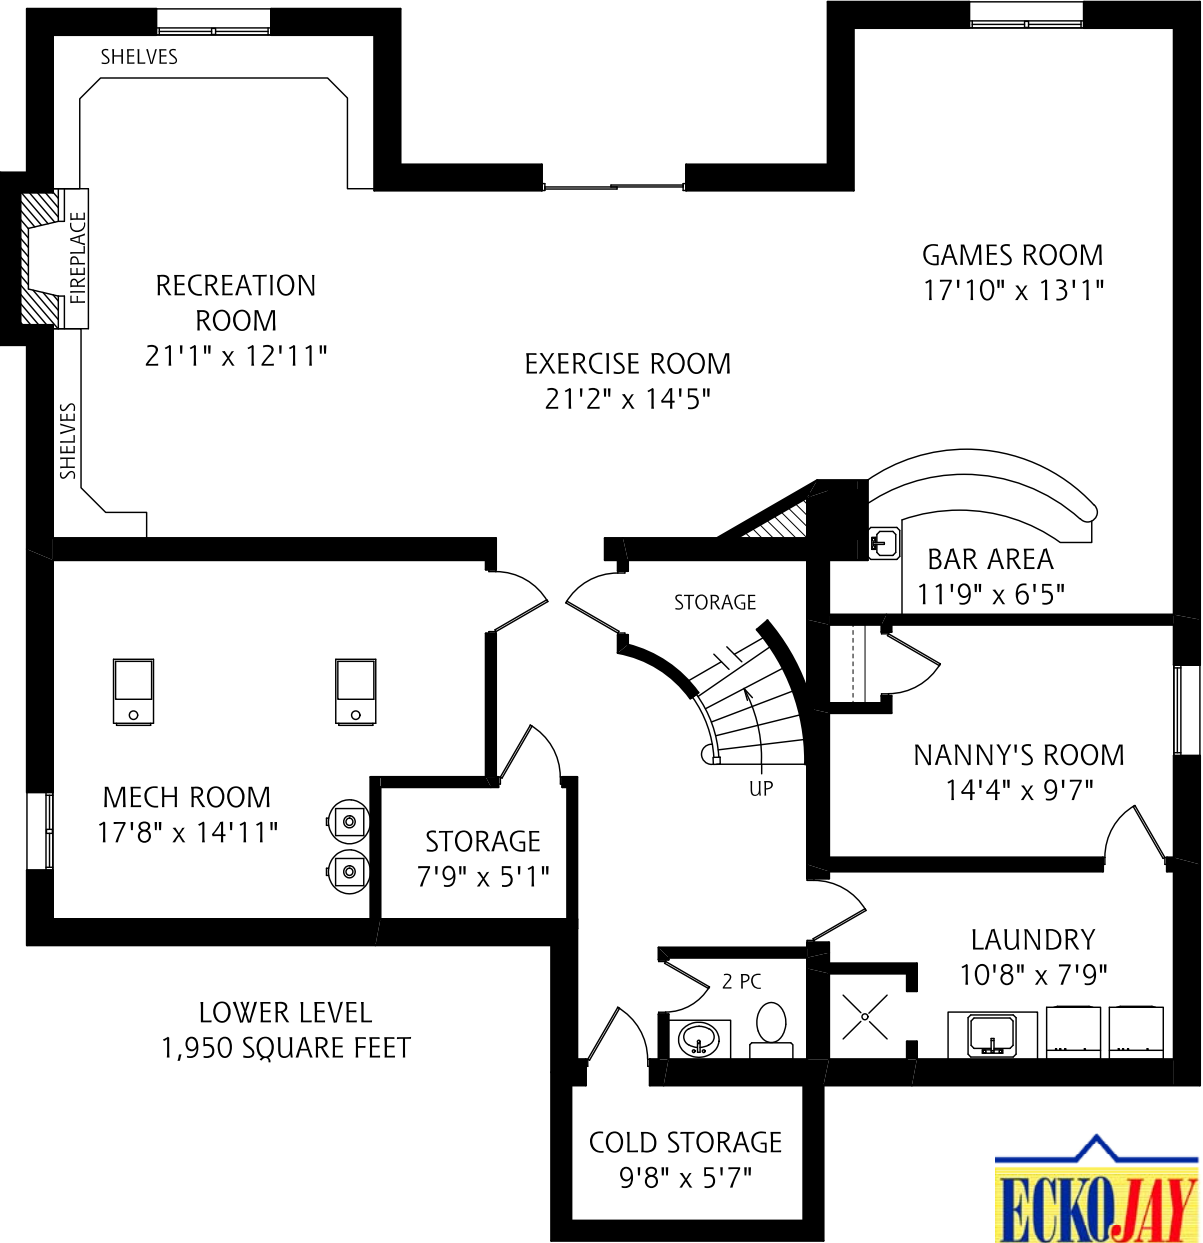 SHELVES
FIREPLACE
RECREATION
ROOM
21'1" x 12'11"
SHELVES
EXERCISE ROOM
21'2" x 14'5"
GAMES ROOM
17'10" x 13'1"
BAR AREA
11'9" x 6'5"
STORAGE
UP
NANNY'S ROOM
14'4" x 9'7"
MECH ROOM
17'8" x 14'11"
STORAGE
7'9" x 5'1"
LAUNDRY
10'8" x 7'9"
2 PC
LOWER LEVEL
1,950 SQUARE FEET
COLD STORAGE
9'8" x 5'7"
ECKOJAY